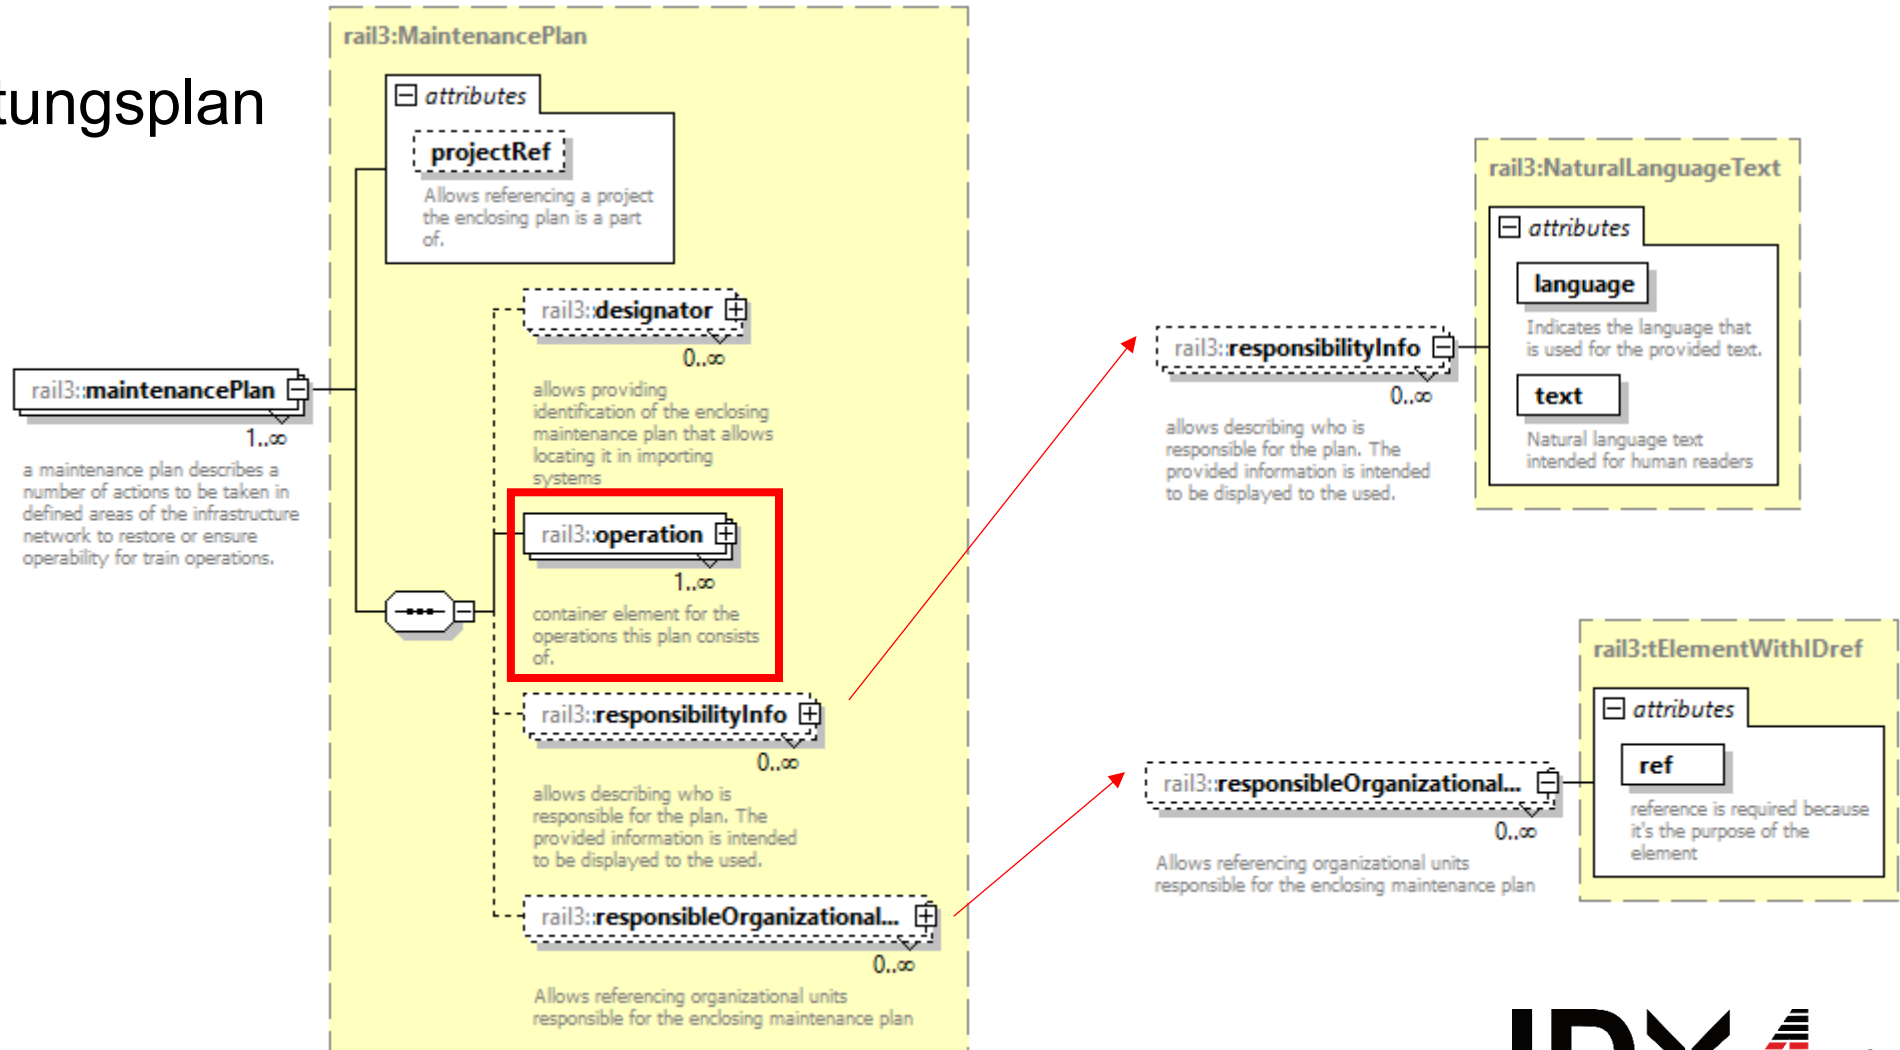 tungsplan
rail3:MaintenancePlan
attributes
projectRef
Allows referencing a project
the enclosing plan is a part
of.
rail3::maintenancePlan
1..∞
a maintenance plan describes a
number of actions to be taken in
defined areas of the infrastructure
network to restore or ensure
operability for train operations.
rail3::designator
0..∞
allows providing
identification of the enclosing
maintenance plan that allows
locating it in importing
systems
rail3::operation
1..∞
container element for the
operations this plan consists
of.
rail3::responsibilityInfo
0..∞
allows describing who is
responsible for the plan. The
provided information is intended
to be displayed to the used.
rail3::responsibleOrganizational...
0..∞
Allows referencing organizational units
responsible for the enclosing maintenance plan
rail3:NaturalLanguageText
attributes
language
Indicates the language that
is used for the provided text.
text
Natural language text
intended for human readers
rail3::responsibilityInfo
0..∞
allows describing who is
responsible for the plan. The
provided information is intended
to be displayed to the used.
rail3:tElementWithIDref
attributes
ref
reference is required because
it's the purpose of the
element
rail3::responsibleOrganizational...
0..∞
Allows referencing organizational units
responsible for the enclosing maintenance plan